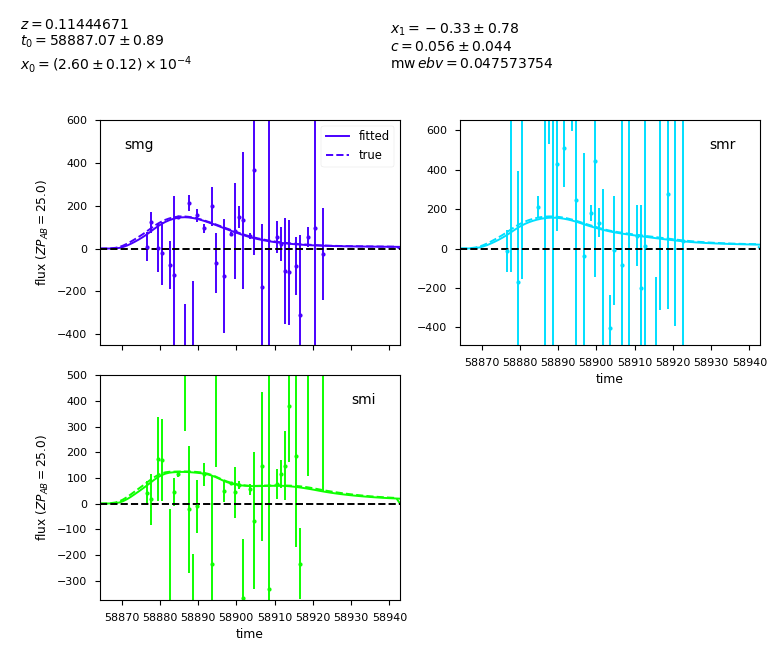 z = 0.11444671
t₀ = 58887.07 ± 0.89
x₀ = (2.60 ± 0.12) × 10⁻⁴
x₁ = −0.33 ± 0.78
c = 0.056 ± 0.044
mw ebv = 0.047573754
smg
fitted
true
600
400
200
0
−200
−400
flux (ZP_AB = 25.0)
smr
600
400
200
0
−200
−400
58870 58880 58890 58900 58910 58920 58930 58940
time
smi
500
400
300
200
100
0
−100
−200
−300
flux (ZP_AB = 25.0)
58870 58880 58890 58900 58910 58920 58930 58940
time